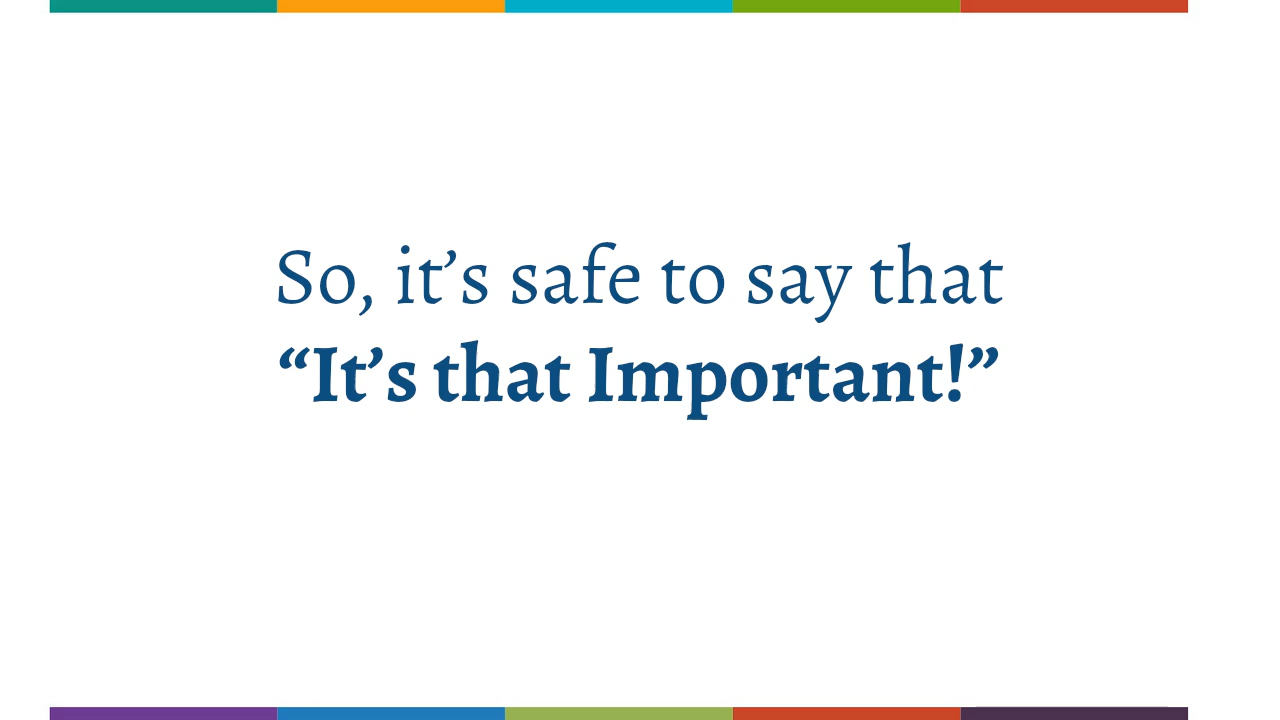 So, it’s safe to say that
“It’s that Important!”